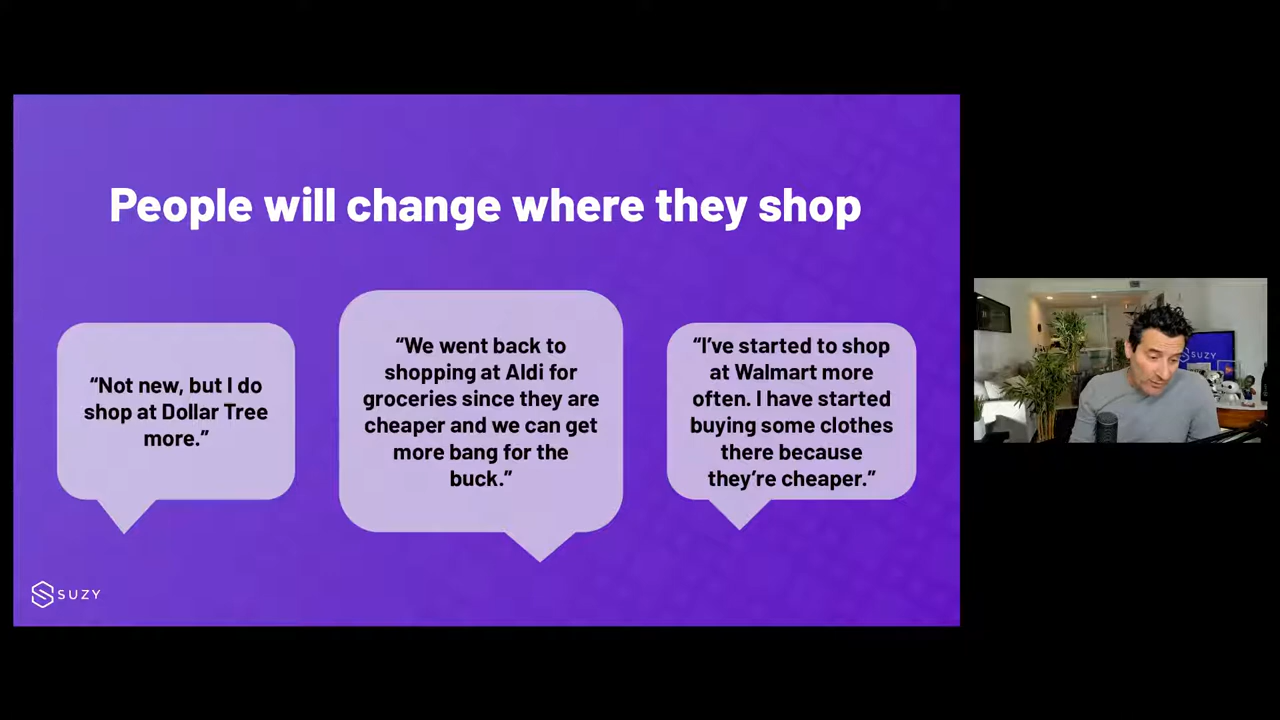 People will change where they shop
“Not new, but I do
shop at Dollar Tree
more.”
“We went back to
shopping at Aldi for
groceries since they are
cheaper and we can get
more bang for the
buck.”
“I’ve started to shop
at Walmart more
often. I have started
buying some clothes
there because
they’re cheaper.”
SUZY
SUZY